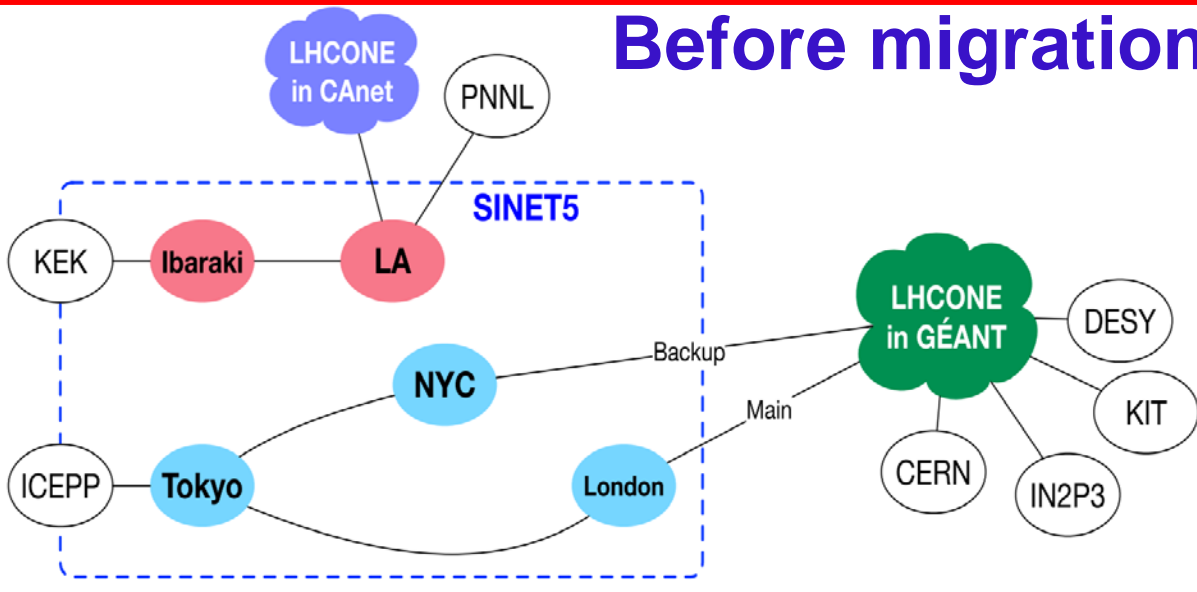 Before migration
LHCONE
in CAnet
PNNL
SINET5
KEK
Ibaraki
LA
LHCONE
in GÉANT
DESY
Backup
NYC
Main
KIT
ICEPP
Tokyo
London
CERN
IN2P3